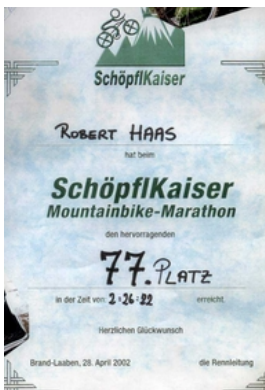 SchöpflKaiser
ROBERT HAAS
hat beim
SchöpflKaiser
Mountainbike-Marathon
den hervorragenden
77. PLATZ
in der Zeit von 2:26:22 erreicht
Herzlichen Glückwunsch
Brand-Laaben, 28. April 2002 die Rennleitung